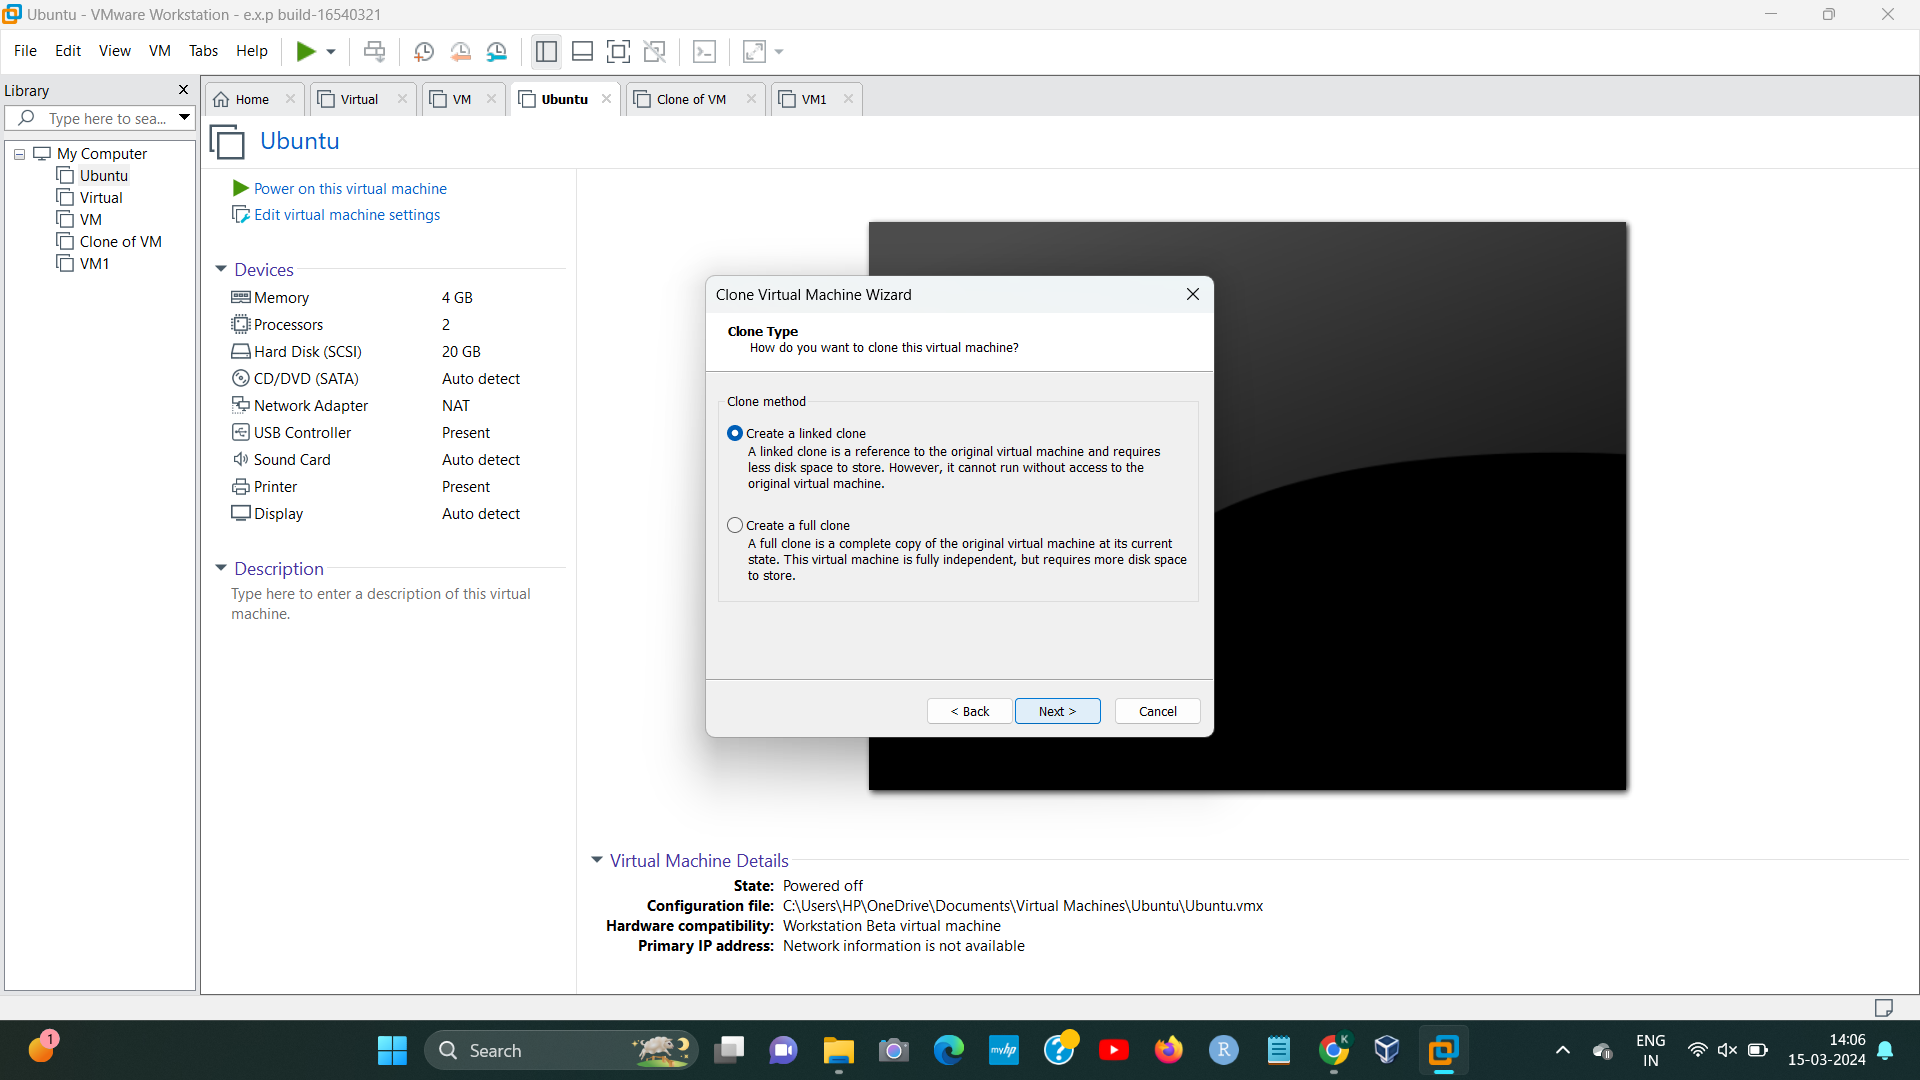 Ubuntu - VMware Workstation - e.x.p build-16540321
File Edit View VM Tabs Help
Library
Type here to sea...
My Computer
Ubuntu
Virtual
VM
Clone of VM
VM1
Home Virtual VM Ubuntu Clone of VM VM1
Ubuntu
Power on this virtual machine
Edit virtual machine settings
Devices
Memory 4 GB
Processors 2
Hard Disk (SCSI) 20 GB
CD/DVD (SATA) Auto detect
Network Adapter NAT
USB Controller Present
Sound Card Auto detect
Printer Present
Display Auto detect
Description
Type here to enter a description of this virtual
machine.
Clone Virtual Machine Wizard
Clone Type
How do you want to clone this virtual machine?
Clone method
Create a linked clone
A linked clone is a reference to the original virtual machine and requires
less disk space to store. However, it cannot run without access to the
original virtual machine.
Create a full clone
A full clone is a complete copy of the original virtual machine at its current
state. This virtual machine is fully independent, but requires more disk space
to store.
< Back Next > Cancel
Virtual Machine Details
State: Powered off
Configuration file: C:\Users\HP\OneDrive\Documents\Virtual Machines\Ubuntu\Ubuntu.vmx
Hardware compatibility: Workstation Beta virtual machine
Primary IP address: Network information is not available
1
Search
myhp
?
R
K
ENG
IN
14:06
15-03-2024